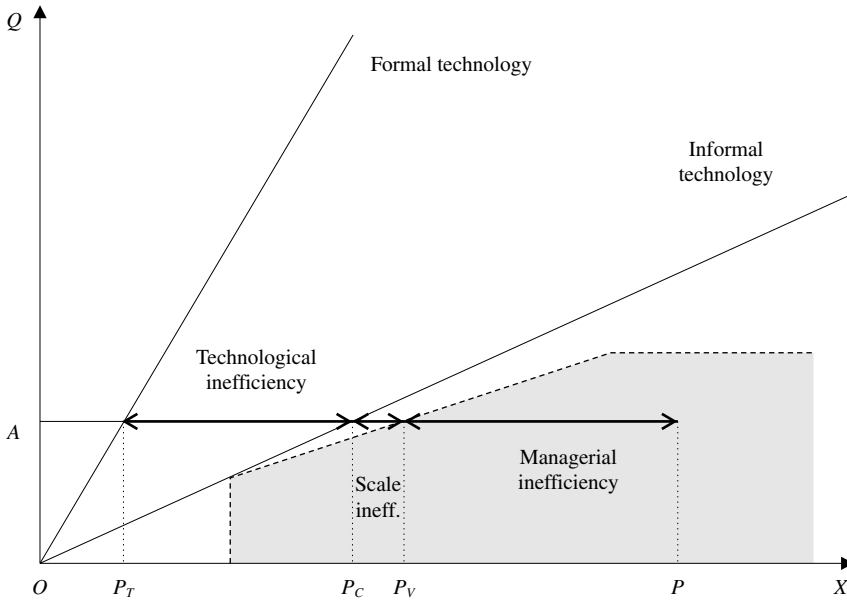 Q
Formal technology
Informal
technology
Technological
inefficiency
A
Managerial
inefficiency
Scale
ineff.
O
P_T
P_C
P_V
P
X